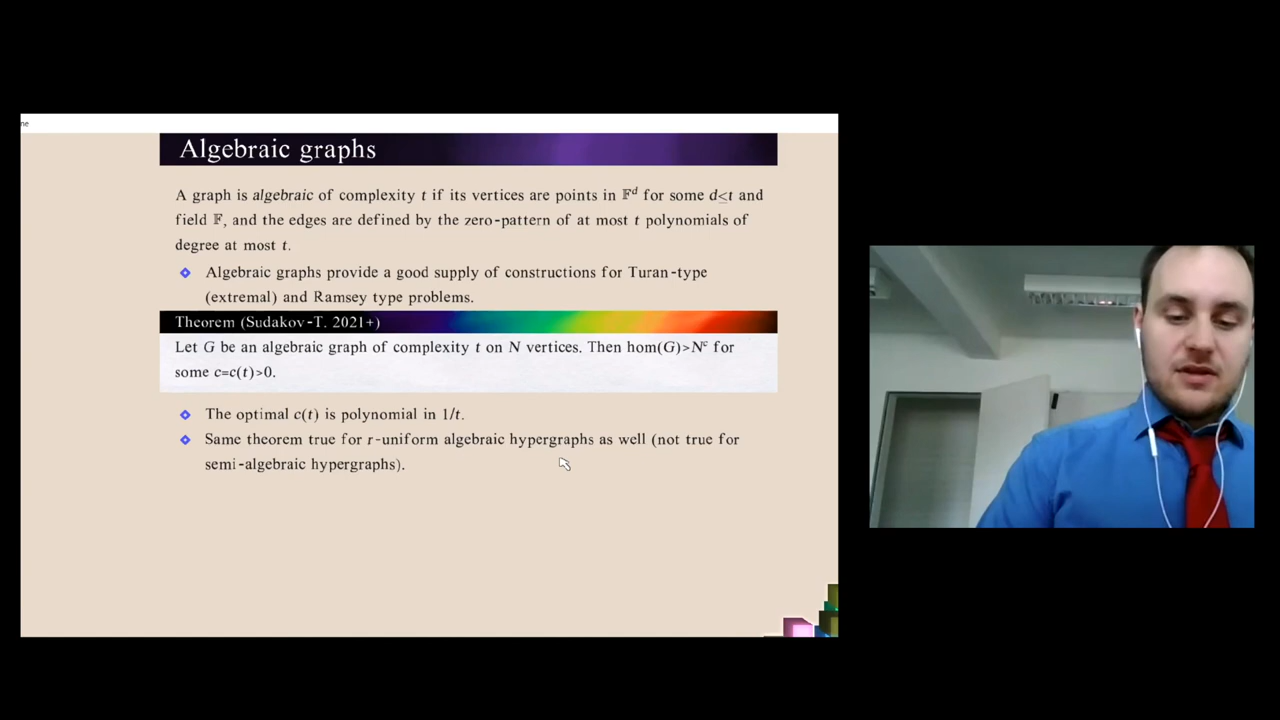 ne
Algebraic graphs
A graph is algebraic of complexity t if its vertices are points in 𝔽ᵈ for some d≤t and
field 𝔽, and the edges are defined by the zero-pattern of at most t polynomials of
degree at most t.
Algebraic graphs provide a good supply of constructions for Turan-type
(extremal) and Ramsey type problems.
Theorem (Sudakov-T. 2021+)
Let G be an algebraic graph of complexity t on N vertices. Then hom(G)>Nᶜ for
some c=c(t)>0.
The optimal c(t) is polynomial in 1/t.
Same theorem true for r-uniform algebraic hypergraphs as well (not true for
semi-algebraic hypergraphs).